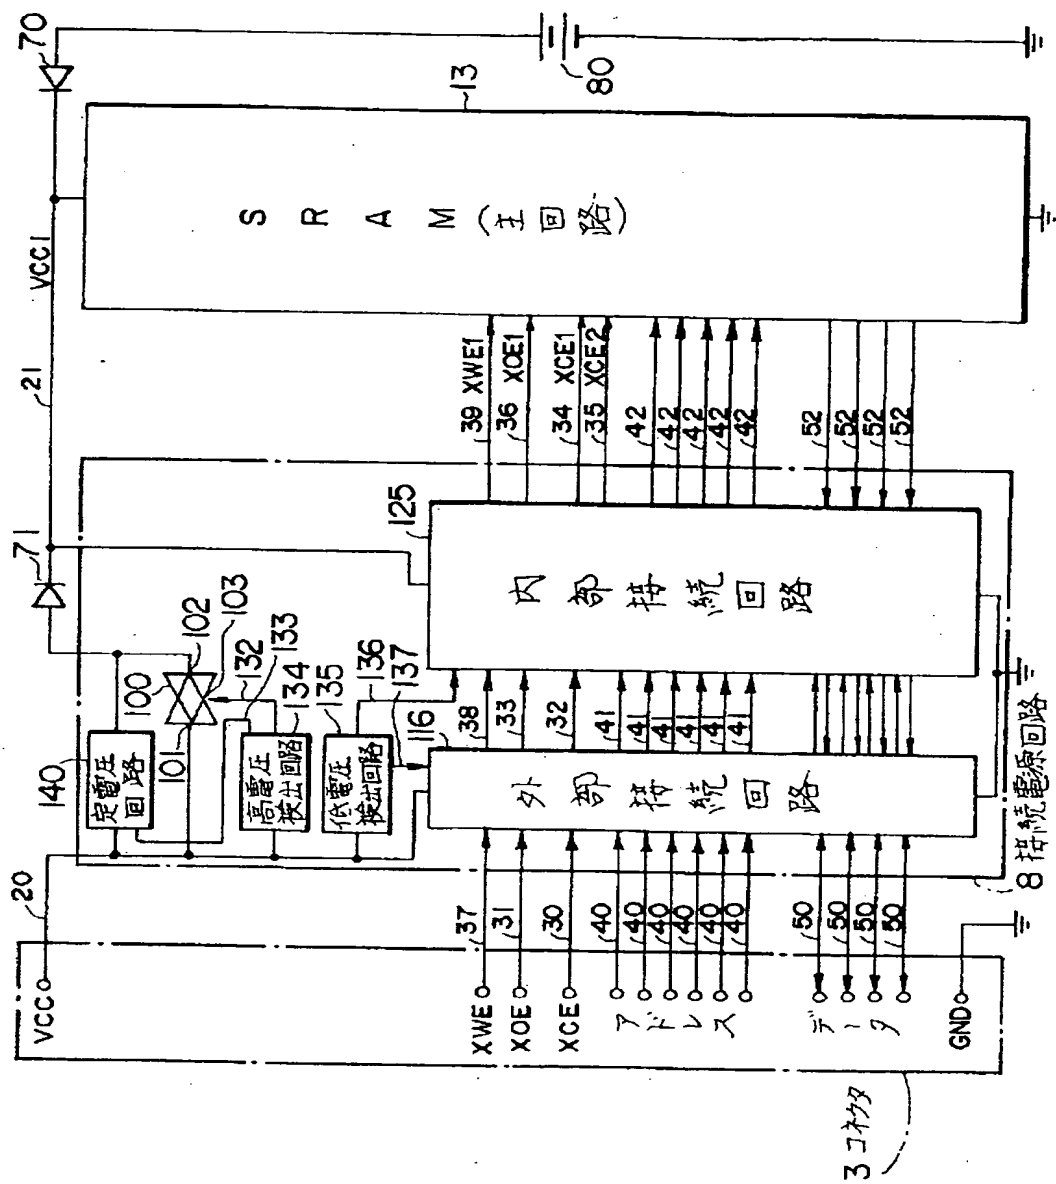 70
80
13
SRAM(主回路)
VCC1
21
39 XWE1
36 XOE1
34 XCE1
35 XCE2
42
42
42
42
42
52
52
52
52
71
125
内部接続回路
100
102
103
101
132
133
134
135
136
137
140
定電圧
回路
高電圧
検出回路
低電圧
検出回路
116
外部接続回路
38
33
32
41
41
41
41
41
41
8 接続電源回路
20
37
31
30
40
40
40
40
40
40
50
50
50
50
VCC
XWE
XOE
XCE
アドレス
データ
GND
3 コネクタ